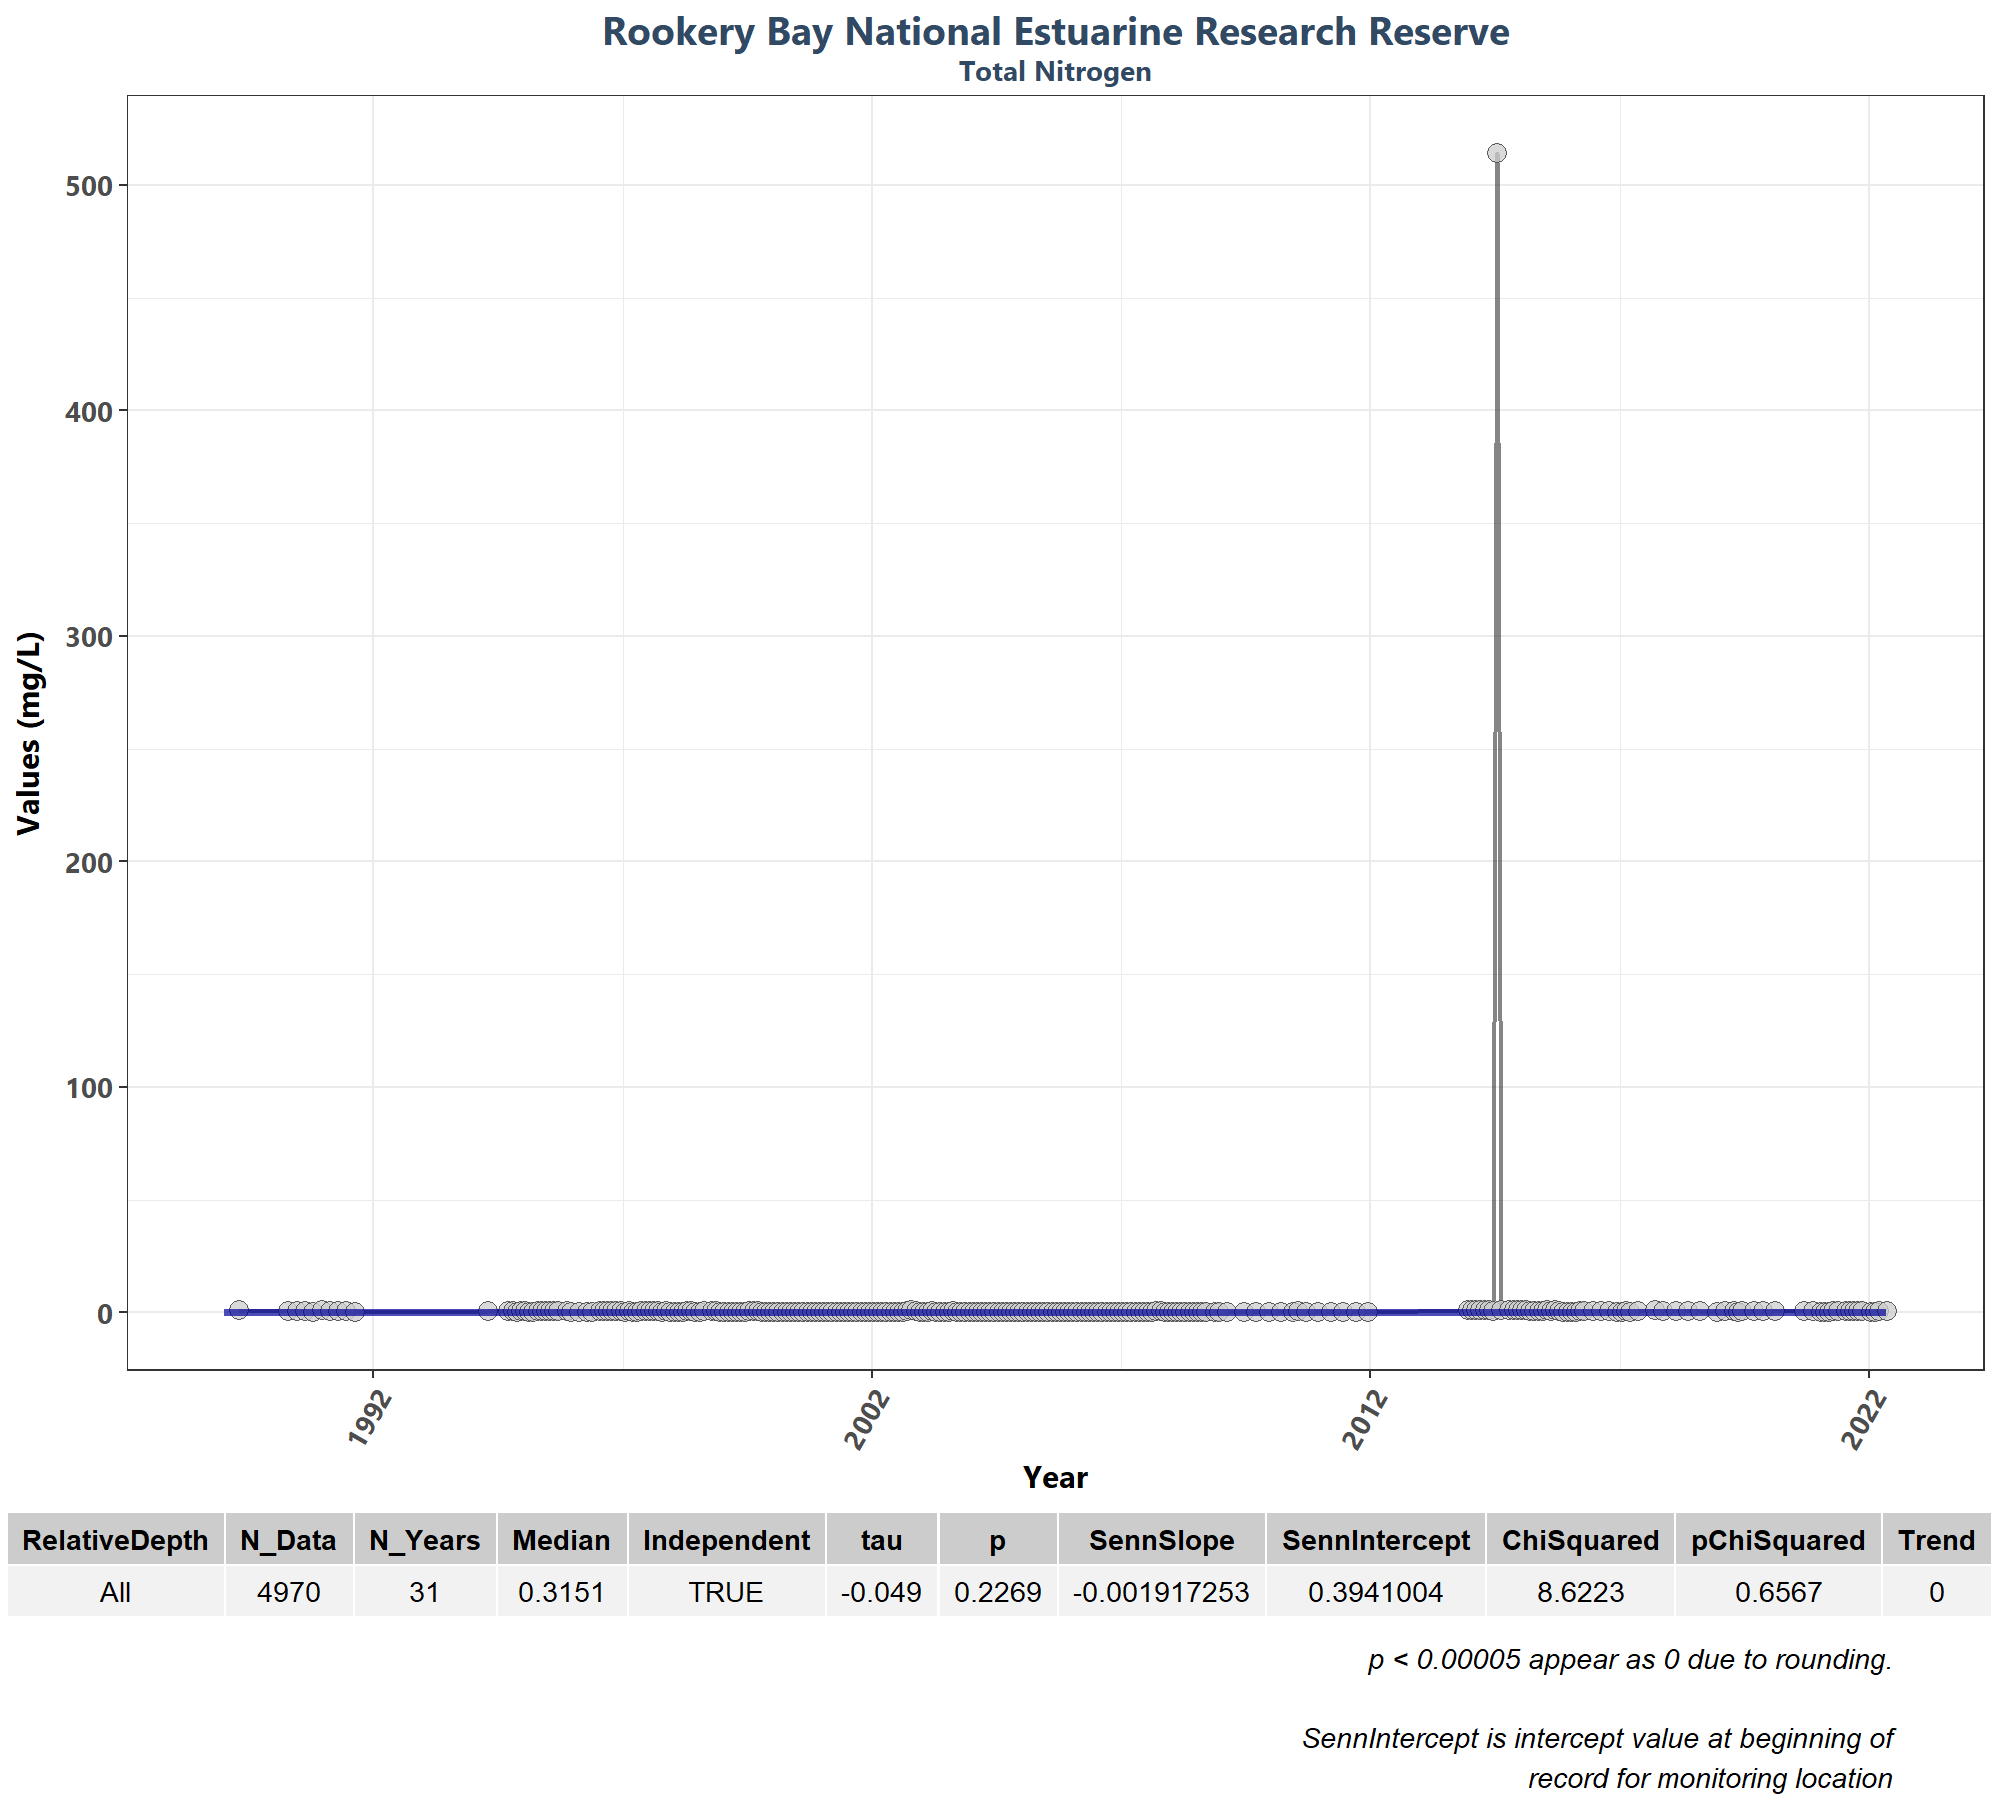 Rookery Bay National Estuarine Research Reserve
Total Nitrogen
Values (mg/L)
500
400
300
200
100
0
1992 2002 2012 2022
Year
RelativeDepth N_Data N_Years Median Independent tau p SennSlope SennIntercept ChiSquared pChiSquared Trend
All 4970 31 0.3151 TRUE -0.049 0.2269 -0.001917253 0.3941004 8.6223 0.6567 0
p < 0.00005 appear as 0 due to rounding.
SennIntercept is intercept value at beginning of
record for monitoring location